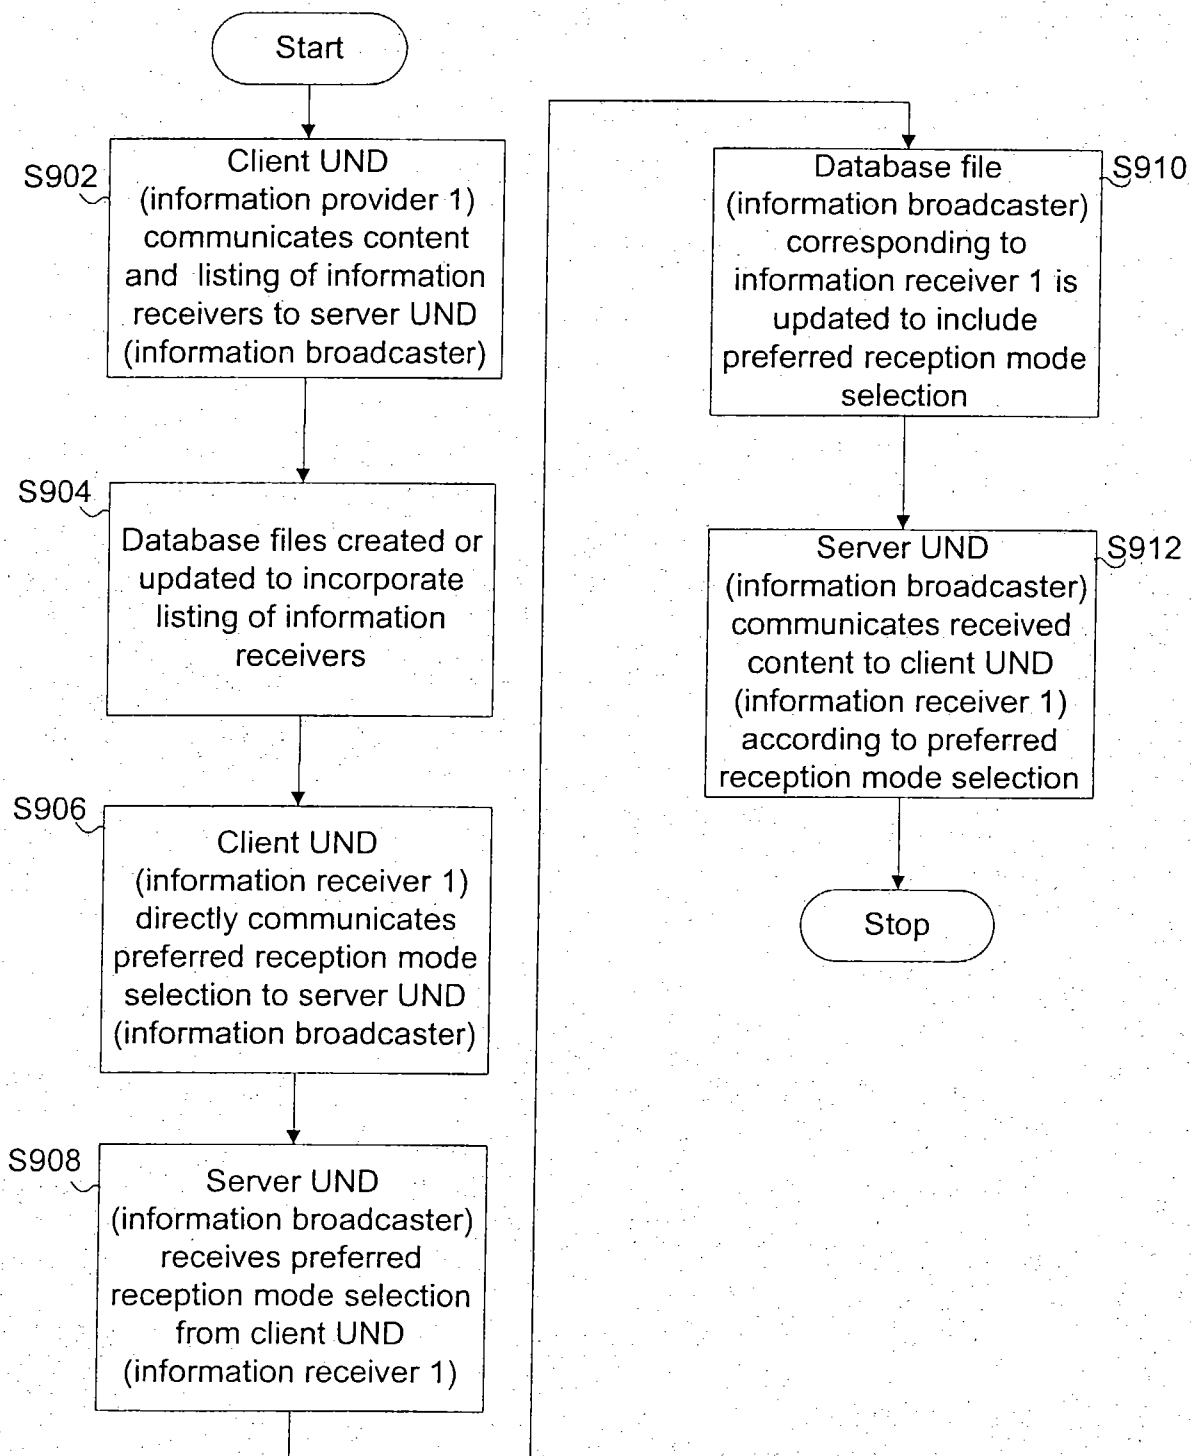 Start
S902
Client UND
(information provider 1)
communicates content
and listing of information
receivers to server UND
(information broadcaster)
S904
Database files created or
updated to incorporate
listing of information
receivers
S906
Client UND
(information receiver 1)
directly communicates
preferred reception mode
selection to server UND
(information broadcaster)
S908
Server UND
(information broadcaster)
receives preferred
reception mode selection
from client UND
(information receiver 1)
S910
Database file
(information broadcaster)
corresponding to
information receiver 1 is
updated to include
preferred reception mode
selection
S912
Server UND
(information broadcaster)
communicates received
content to client UND
(information receiver 1)
according to preferred
reception mode selection
Stop